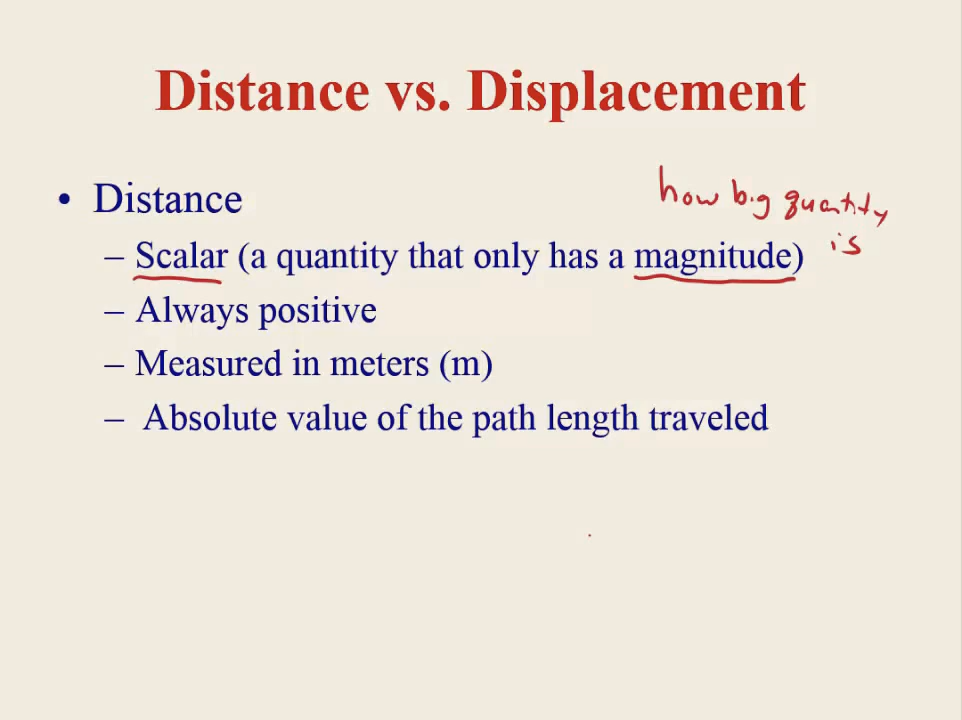 Distance vs. Displacement
• Distance
how big quantity
is
– Scalar (a quantity that only has a magnitude)
– Always positive
– Measured in meters (m)
– Absolute value of the path length traveled